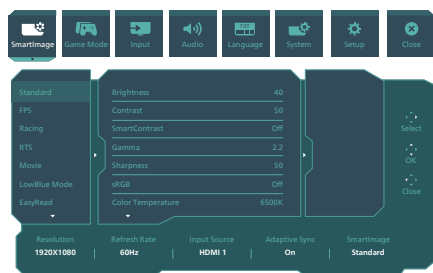 SmartImage
Game Mode
Input
Audio
TXT
Language
System
Setup
Close
Standard
FPS
Racing
RTS
Movie
LowBlue Mode
EasyRead
Brightness 40
Contrast 50
SmartContrast Off
Gamma 2.2
Sharpness 50
sRGB Off
Color Temperature 6500K
Select
OK
Close
Resolution Refresh Rate Input Source Adaptive Sync SmartImage
1920X1080 60Hz HDMI 1 On Standard